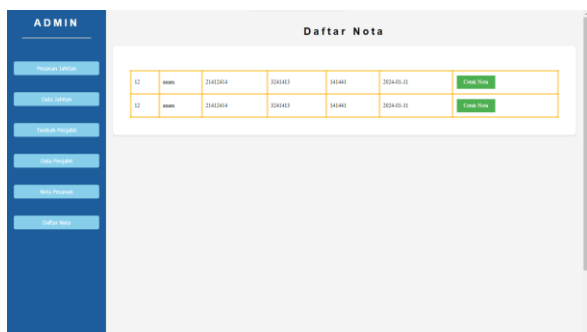 ADMIN
Daftar Nota
Pesanan Jahitan
Data Jahitan
Tambah Penjahit
Data Penjahit
Nota Pesanan
Daftar Nota
12 21412414 3241413 141441 2024-01-31 Cetak Nota
12 21412414 3241413 141441 2024-01-31 Cetak Nota